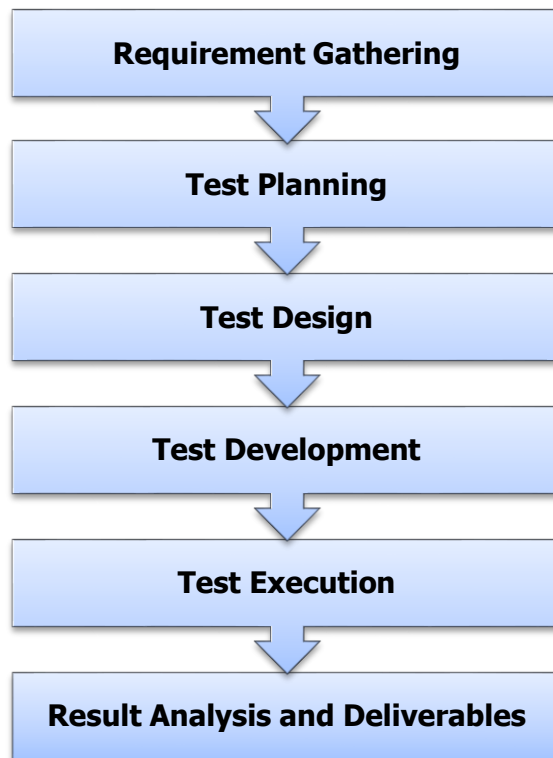 Requirement Gathering
Test Planning
Test Design
Test Development
Test Execution
Result Analysis and Deliverables